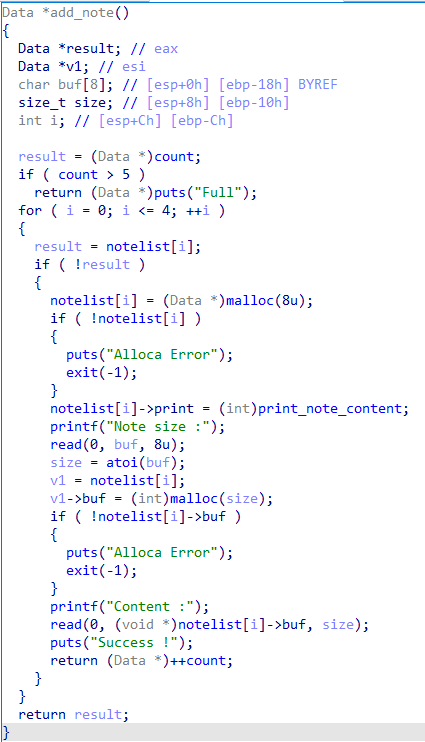 Data *add_note()
{
  Data *result; // eax
  Data *v1; // esi
  char buf[8]; // [esp+0h] [ebp-18h] BYREF
  size_t size; // [esp+8h] [ebp-10h]
  int i; // [esp+Ch] [ebp-Ch]

  result = (Data *)count;
  if ( count > 5 )
    return (Data *)puts("Full");
  for ( i = 0; i <= 4; ++i )
  {
    result = notelist[i];
    if ( !result )
    {
      notelist[i] = (Data *)malloc(8u);
      if ( !notelist[i] )
      {
        puts("Alloca Error");
        exit(-1);
      }
      notelist[i]->print = (int)print_note_content;
      printf("Note size :");
      read(0, buf, 8u);
      size = atoi(buf);
      v1 = notelist[i];
      v1->buf = (int)malloc(size);
      if ( !notelist[i]->buf )
      {
        puts("Alloca Error");
        exit(-1);
      }
      printf("Content :");
      read(0, (void *)notelist[i]->buf, size);
      puts("Success !");
      return (Data *)++count;
    }
  }
  return result;
}